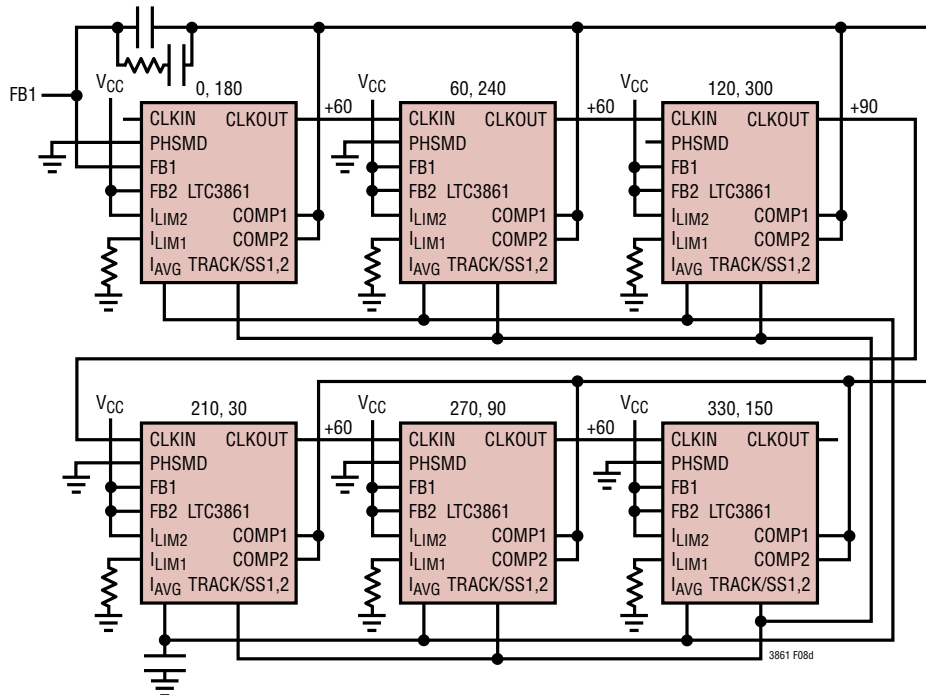 FB1
VCC
0, 180
CLKIN CLKOUT
PHSMD
FB1
FB2 LTC3861
ILIM2 COMP1
ILIM1 COMP2
IAVG TRACK/SS1,2
+60
VCC
60, 240
CLKIN CLKOUT
PHSMD
FB1
FB2 LTC3861
ILIM2 COMP1
ILIM1 COMP2
IAVG TRACK/SS1,2
+60
VCC
120, 300
CLKIN CLKOUT
PHSMD
FB1
FB2 LTC3861
ILIM2 COMP1
ILIM1 COMP2
IAVG TRACK/SS1,2
+90
VCC
210, 30
CLKIN CLKOUT
PHSMD
FB1
FB2 LTC3861
ILIM2 COMP1
ILIM1 COMP2
IAVG TRACK/SS1,2
+60
VCC
270, 90
CLKIN CLKOUT
PHSMD
FB1
FB2 LTC3861
ILIM2 COMP1
ILIM1 COMP2
IAVG TRACK/SS1,2
+60
VCC
330, 150
CLKIN CLKOUT
PHSMD
FB1
FB2 LTC3861
ILIM2 COMP1
ILIM1 COMP2
IAVG TRACK/SS1,2
3861 F08d